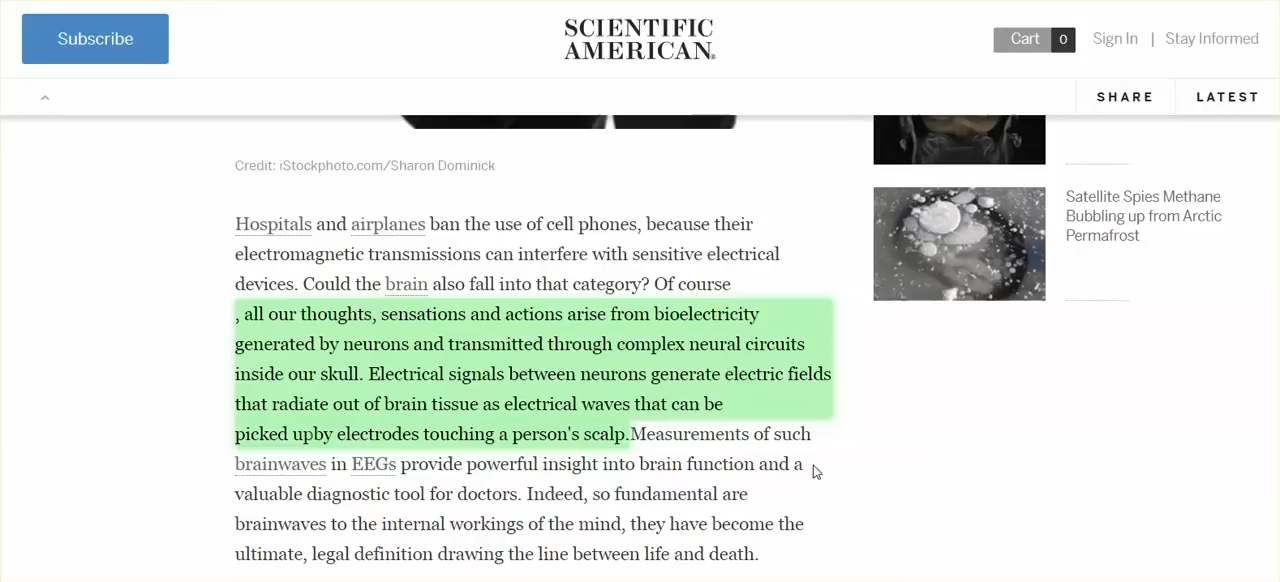 Subscribe
SCIENTIFIC
AMERICAN®
Cart 0
Sign In | Stay Informed
SHARE
LATEST
Credit: iStockphoto.com/Sharon Dominick
Hospitals and airplanes ban the use of cell phones, because their
electromagnetic transmissions can interfere with sensitive electrical
devices. Could the brain also fall into that category? Of course
, all our thoughts, sensations and actions arise from bioelectricity
generated by neurons and transmitted through complex neural circuits
inside our skull. Electrical signals between neurons generate electric fields
that radiate out of brain tissue as electrical waves that can be
picked upby electrodes touching a person's scalp.Measurements of such
brainwaves in EEGs provide powerful insight into brain function and a
valuable diagnostic tool for doctors. Indeed, so fundamental are
brainwaves to the internal workings of the mind, they have become the
ultimate, legal definition drawing the line between life and death.
Satellite Spies Methane
Bubbling up from Arctic
Permafrost